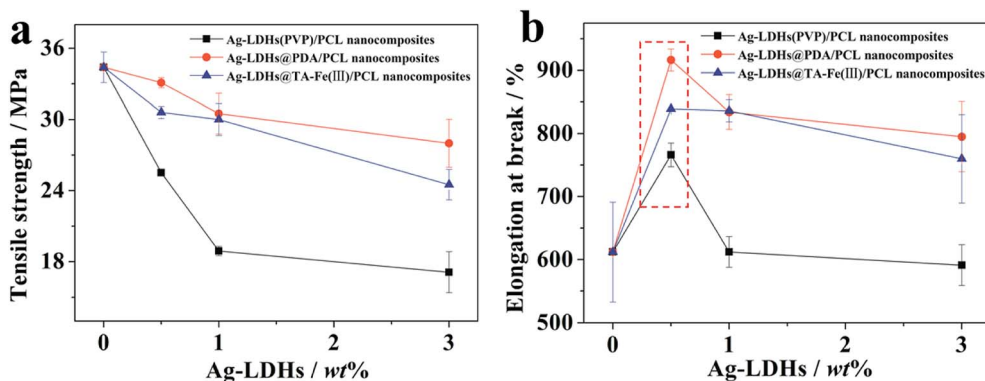 a
Ag-LDHs(PVP)/PCL nanocomposites
Ag-LDHs@PDA/PCL nanocomposites
Ag-LDHs@TA-Fe(III)/PCL nanocomposites
Tensile strength / MPa
36
30
24
18
0
1
2
3
Ag-LDHs / wt%
b
Ag-LDHs(PVP)/PCL nanocomposites
Ag-LDHs@PDA/PCL nanocomposites
Ag-LDHs@TA-Fe(III)/PCL nanocomposites
Elongation at break / %
900
800
700
600
500
0
1
2
3
Ag-LDHs / wt%